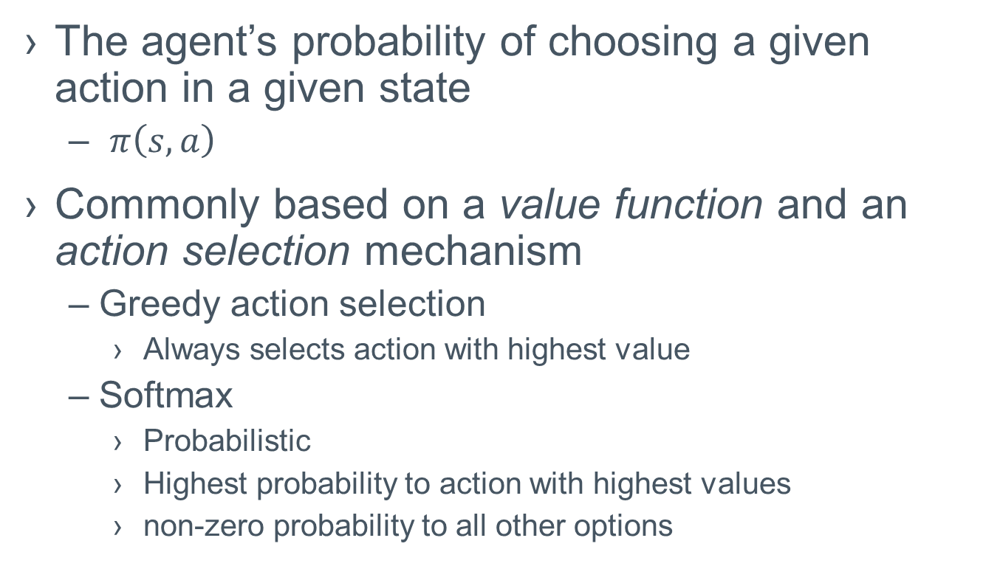 › The agent’s probability of choosing a given
action in a given state
– π(s, a)
› Commonly based on a value function and an
action selection mechanism
– Greedy action selection
› Always selects action with highest value
– Softmax
› Probabilistic
› Highest probability to action with highest values
› non-zero probability to all other options